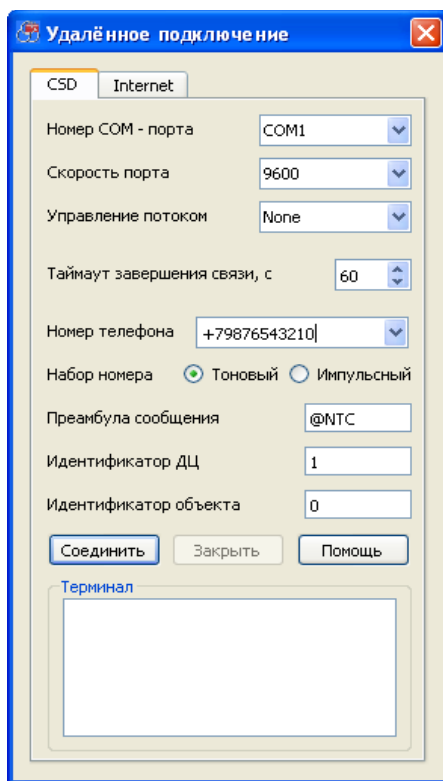 Удалённое подключение
CSD Internet
Номер COM - порта COM1
Скорость порта 9600
Управление потоком None
Таймаут завершения связи, с 60
Номер телефона +79876543210
Набор номера Тоновый Импульсный
Преамбула сообщения @NTC
Идентификатор ДЦ 1
Идентификатор объекта 0
Соединить Закрыть Помощь
Терминал